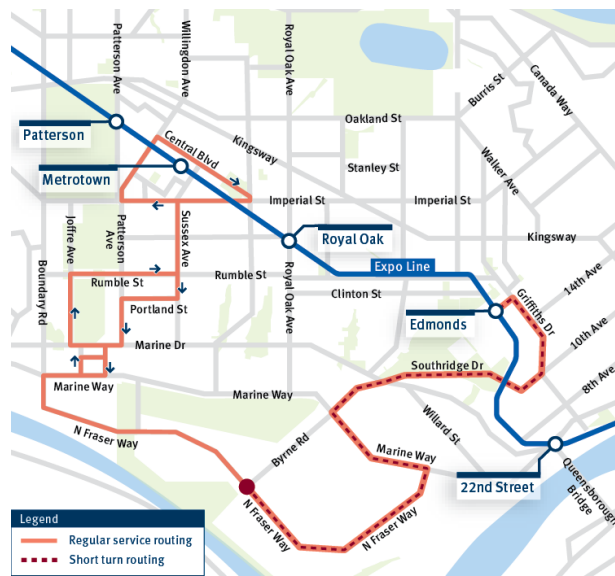 Patterson Ave
Willingdon Ave
Royal Oak Ave
Burris St
Canada Way
Oakland St
Patterson
Central Blvd
Kingsway
Walker Ave
Metrotown
Stanley St
Imperial St
Imperial St
Joffre Ave
Patterson
Ave
Sussex Ave
Royal Oak
Kingsway
Boundary Rd
Rumble St
Rumble St
Royal Oak Ave
Expo Line
Clinton St
Griffiths Dr
14th Ave
Portland St
Edmonds
10th Ave
Marine Dr
Southridge Dr
8th Ave
Marine Way
Marine Way
Willard St
N Fraser Way
Byrne Rd
Marine Way
22nd Street
Queensborough
Bridge
N Fraser Way
N Fraser Way
Legend
Regular service routing
Short turn routing